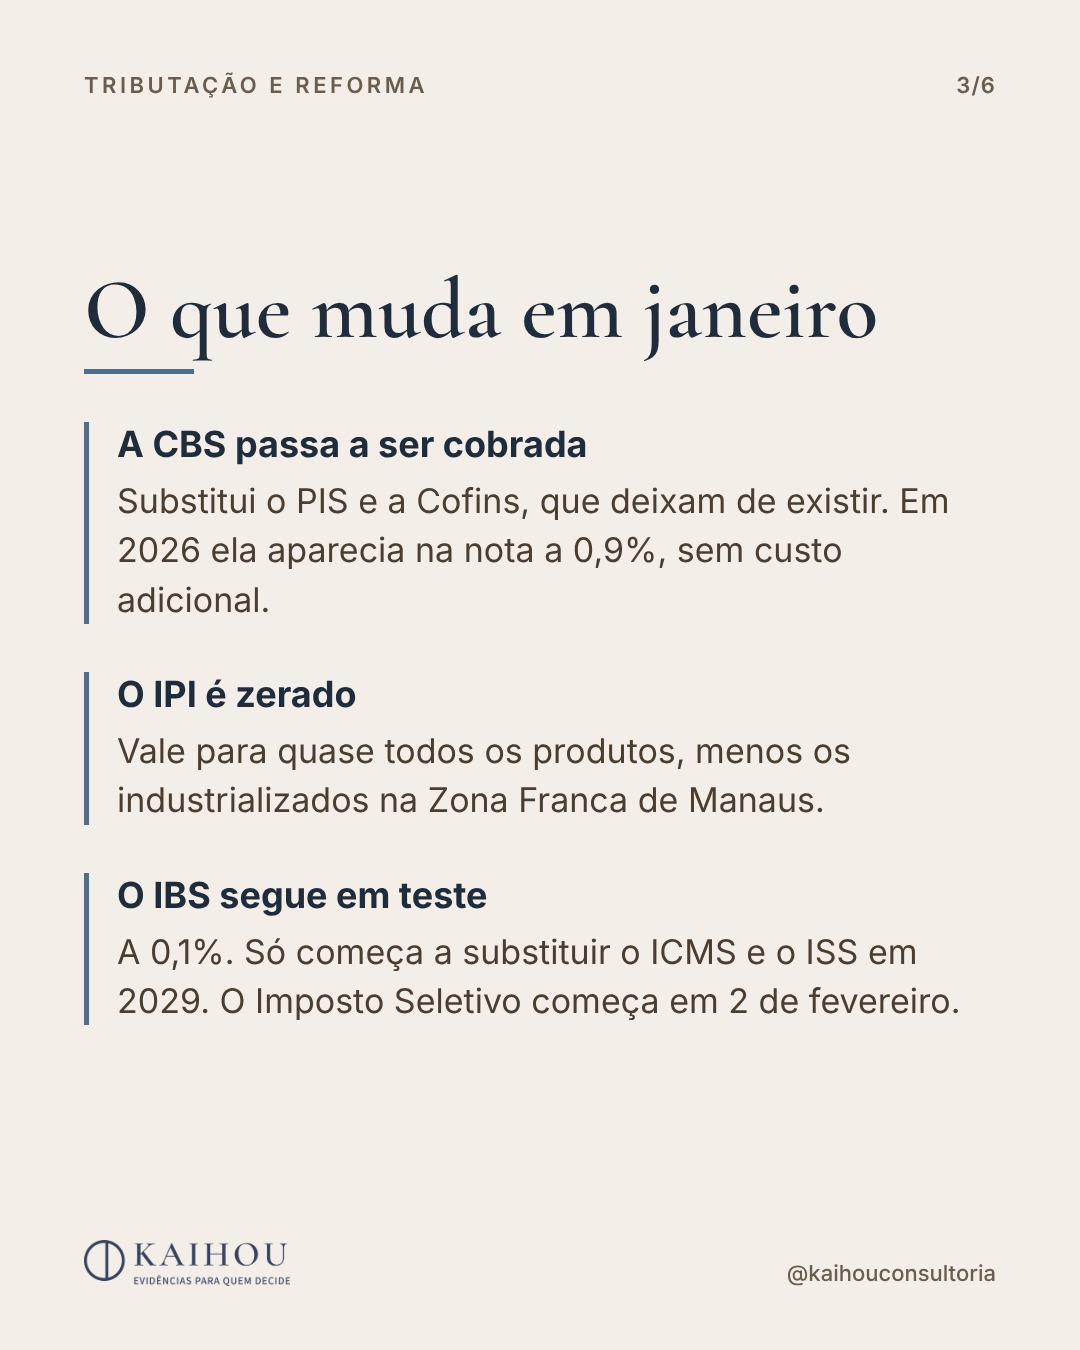 TRIBUTAÇÃO E REFORMA
3/6
O que muda em janeiro
A CBS passa a ser cobrada
Substitui o PIS e a Cofins, que deixam de existir. Em
2026 ela aparecia na nota a 0,9%, sem custo
adicional.
O IPI é zerado
Vale para quase todos os produtos, menos os
industrializados na Zona Franca de Manaus.
O IBS segue em teste
A 0,1%. Só começa a substituir o ICMS e o ISS em
2029. O Imposto Seletivo começa em 2 de fevereiro.
KAIHOU
EVIDÊNCIAS PARA QUEM DECIDE
@kaihouconsultoria